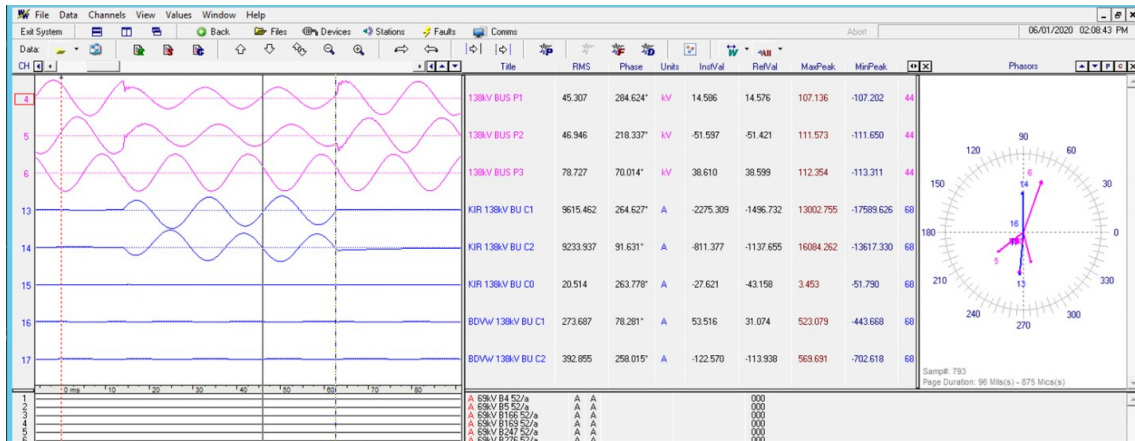 File Data Channels View Values Window Help
Exit System Back Files Devices Stations Faults Comms Abort 06/01/2020 02:08:43 PM
Data:
CH Title RMS Phase Units InstVal RefVal MaxPeak MinPeak Phasors
4 138kV BUS P1 45.307 284.624° kV 14.586 14.576 107.136 -107.202 44
5 138kV BUS P2 46.946 218.337° kV -51.597 -51.421 111.573 -111.650 44
6 138kV BUS P3 78.727 70.014° kV 38.610 38.599 112.354 -113.311 44
13 KIR 138kV BU C1 9615.462 264.627° A -2275.309 -1496.732 13002.755 -17589.626 68
14 KIR 138kV BU C2 9233.937 91.631° A -811.377 -1137.655 16084.262 -13617.330 68
15 KIR 138kV BU C0 20.514 263.778° A -27.621 -43.158 3.453 -51.790 68
16 BDVW 138kV BU C1 273.687 78.281° A 53.516 31.074 523.079 -443.668 68
17 BDVW 138kV BU C2 392.855 258.015° A -122.570 -113.938 569.691 -702.618 68
90
120 60
150 30
180 0
210 330
240 300
270
6
14
16
5
13
Samp#: 793
Page Duration: 96 Mils(s) - 875 Mics(s)
0 ms 10 20 30 40 50 60 70 80
1 A 69kV B4 52/a A A 000
2 A 69kV B5 52/a A A 000
3 A 69kV B166 52/a A A 000
4 A 69kV B169 52/a A A 000
5 A 69kV B247 52/a A A 000
6 A 69kV B276 52/a A A 000